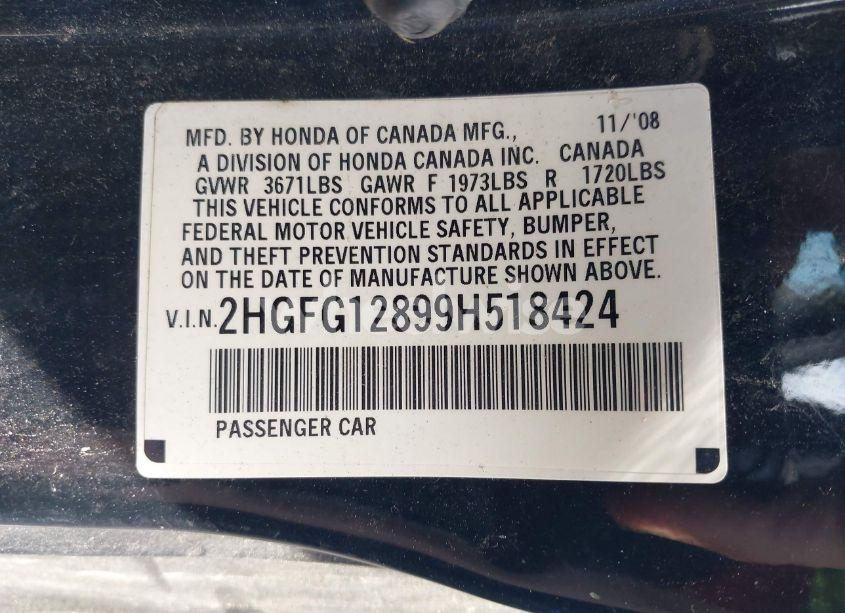 MFD. BY HONDA OF CANADA MFG., 11/'08
A DIVISION OF HONDA CANADA INC. CANADA
GVWR 3671LBS GAWR F 1973LBS R 1720LBS
THIS VEHICLE CONFORMS TO ALL APPLICABLE
FEDERAL MOTOR VEHICLE SAFETY, BUMPER,
AND THEFT PREVENTION STANDARDS IN EFFECT
ON THE DATE OF MANUFACTURE SHOWN ABOVE.
V.I.N. 2HGFG12899H518424
PASSENGER CAR